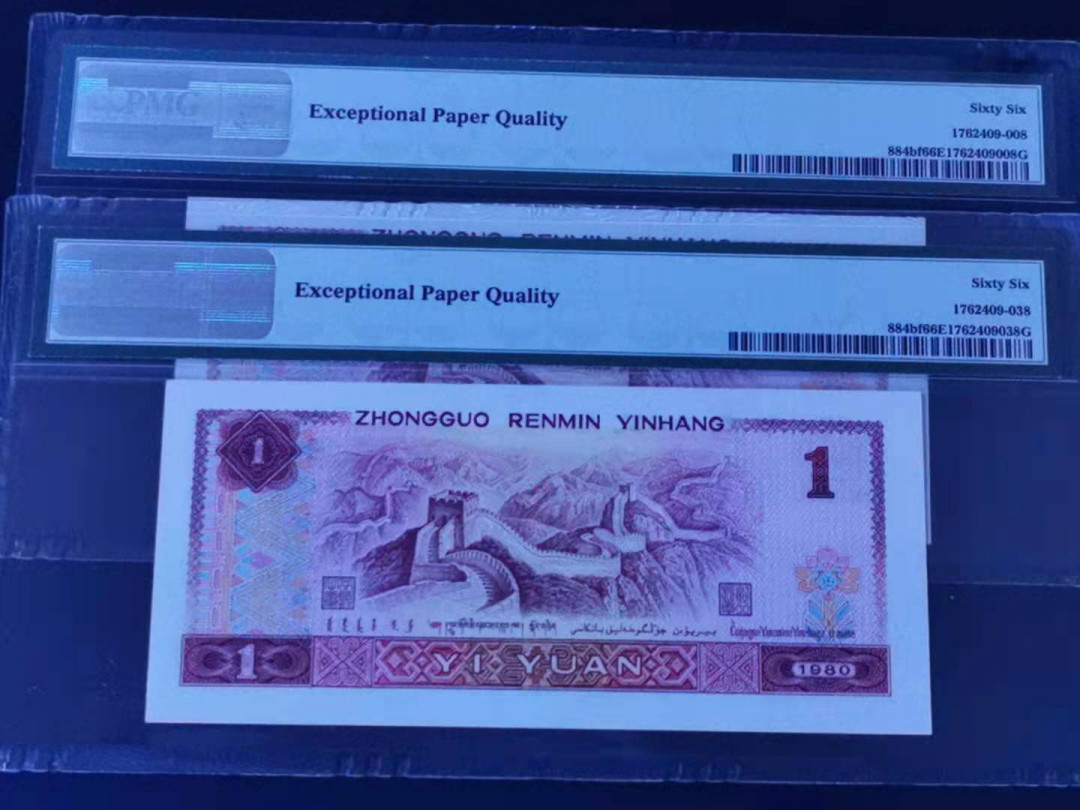 PMG
Exceptional Paper Quality
Sixty Six
1762409-008
884bf66E1762409008G
ZHONGGUO RENMIN YINHANG
Exceptional Paper Quality
Sixty Six
1762409-038
884bf66E1762409038G
ZHONGGUO RENMIN YINHANG
1
1
1
YI YUAN
1980